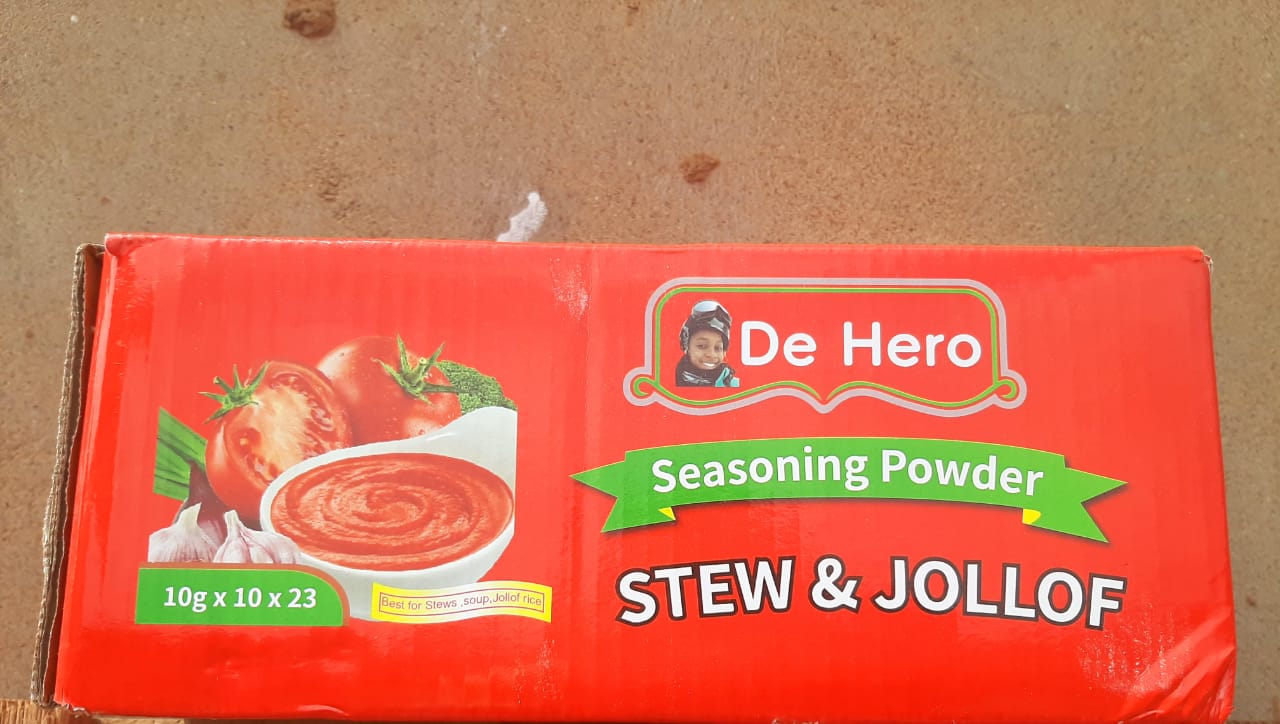 De Hero
Seasoning Powder
STEW & JOLLOF
10g x 10 x 23
Best for Stews ,soup,Jollof rice